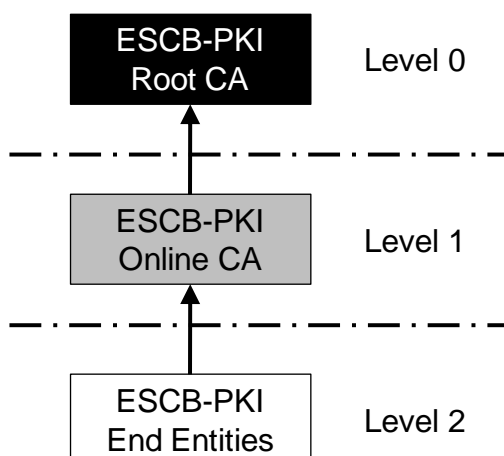 ESCB-PKI
Root CA
Level 0
ESCB-PKI
Online CA
Level 1
ESCB-PKI
End Entities
Level 2